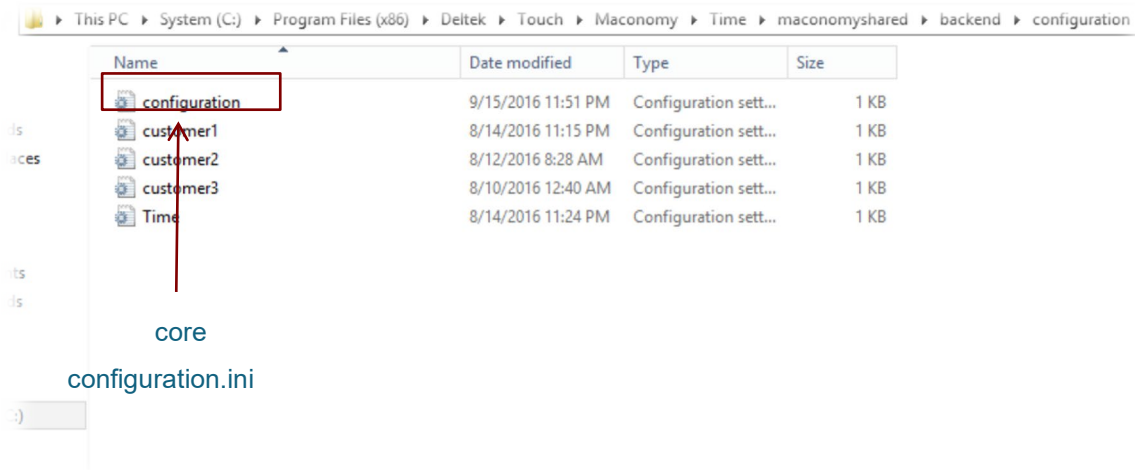 This PC ▸ System (C:) ▸ Program Files (x86) ▸ Deltek ▸ Touch ▸ Maconomy ▸ Time ▸ maconomyshared ▸ backend ▸ configuration
Name Date modified Type Size
configuration 9/15/2016 11:51 PM Configuration sett... 1 KB
customer1 8/14/2016 11:15 PM Configuration sett... 1 KB
customer2 8/12/2016 8:28 AM Configuration sett... 1 KB
customer3 8/10/2016 12:40 AM Configuration sett... 1 KB
Time 8/14/2016 11:24 PM Configuration sett... 1 KB
core
configuration.ini